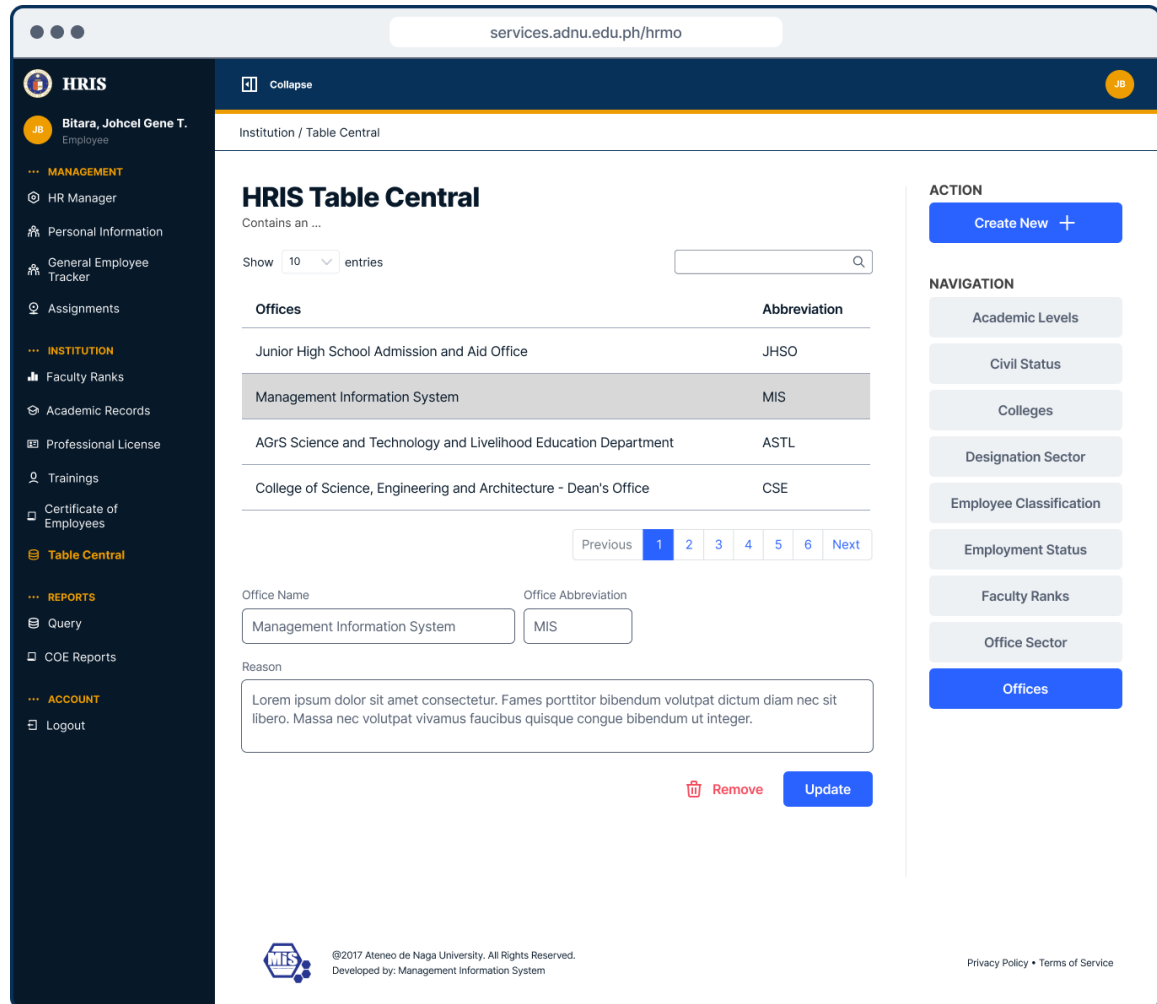 services.adnu.edu.ph/hrmo
HRIS
Collapse
JB
JB
Bitara, Johcel Gene T.
Employee
Institution / Table Central
··· MANAGEMENT
HR Manager
Personal Information
General Employee
Tracker
Assignments
··· INSTITUTION
Faculty Ranks
Academic Records
Professional License
Trainings
Certificate of
Employees
Table Central
··· REPORTS
Query
COE Reports
··· ACCOUNT
Logout
HRIS Table Central
Contains an ...
Show 10 entries
Offices Abbreviation
Junior High School Admission and Aid Office JHSO
Management Information System MIS
AGrS Science and Technology and Livelihood Education Department ASTL
College of Science, Engineering and Architecture - Dean's Office CSE
Previous 1 2 3 4 5 6 Next
Office Name Office Abbreviation
Management Information System MIS
Reason
Lorem ipsum dolor sit amet consectetur. Fames porttitor bibendum volutpat dictum diam nec sit
libero. Massa nec volutpat vivamus faucibus quisque congue bibendum ut integer.
Remove Update
ACTION
Create New
NAVIGATION
Academic Levels
Civil Status
Colleges
Designation Sector
Employee Classification
Employment Status
Faculty Ranks
Office Sector
Offices
MiS
@2017 Ateneo de Naga University. All Rights Reserved.
Developed by: Management Information System
Privacy Policy • Terms of Service